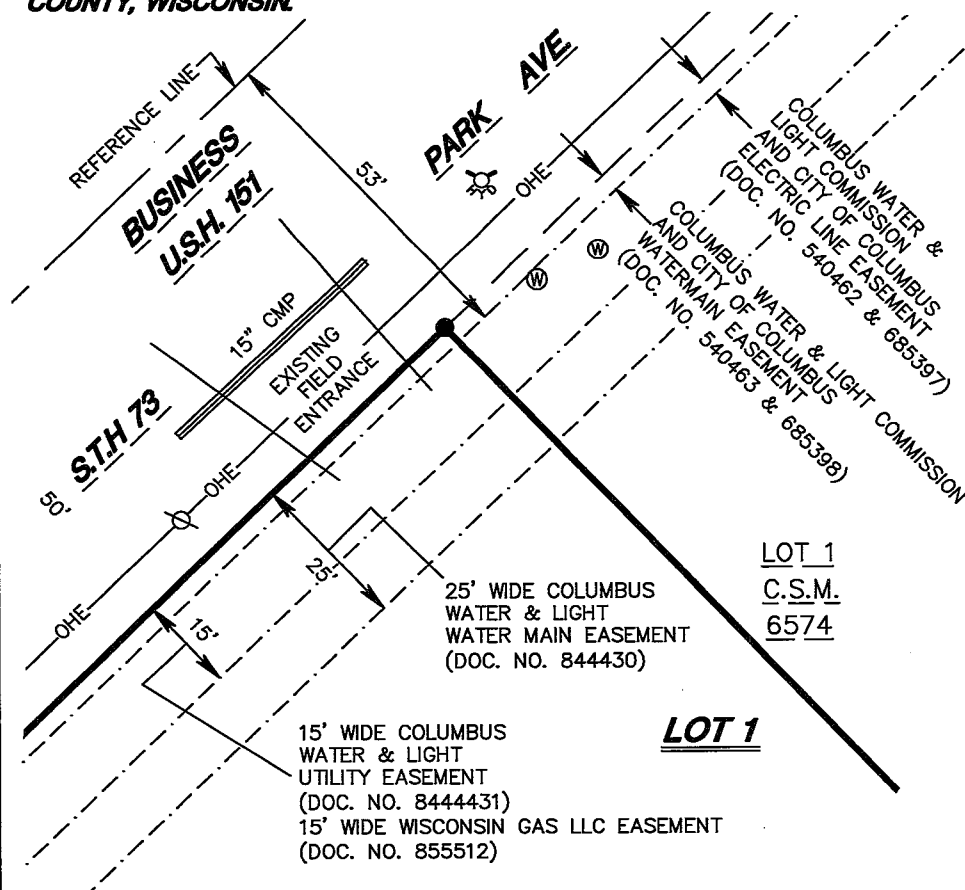 COUNTY, WISCONSIN.
REFERENCE LINE
BUSINESS
U.S.H. 151
PARK AVE.
53'
OHE
COLUMBUS WATER &
LIGHT COMMISSION
AND CITY OF COLUMBUS
ELECTRIC LINE EASEMENT
(DOC. NO. 540462 & 685397)
COLUMBUS WATER & LIGHT COMMISSION
AND CITY OF COLUMBUS
WATERMAIN EASEMENT
(DOC. NO. 540463 & 685398)
W
W
15" CMP
EXISTING
FIELD
ENTRANCE
S.T.H 73
50'
OHE
OHE
25'
15'
25' WIDE COLUMBUS
WATER & LIGHT
WATER MAIN EASEMENT
(DOC. NO. 844430)
LOT 1
C.S.M.
6574
LOT 1
15' WIDE COLUMBUS
WATER & LIGHT
UTILITY EASEMENT
(DOC. NO. 8444431)
15' WIDE WISCONSIN GAS LLC EASEMENT
(DOC. NO. 855512)